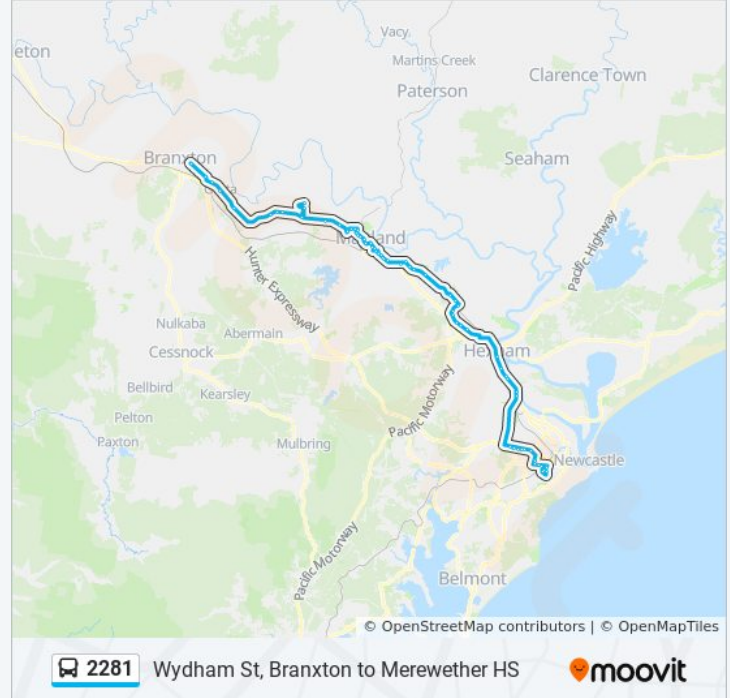 Vacy
eton
Martins Creek
Clarence Town
Paterson
Branxton
Seaham
Pacific Highway
Hunter Expressway
Nulkaba
Abermain
Cessnock
Hexham
Bellbird
Kearsley
Pacific Motorway
Pelton
Paxton
Mulbring
Newcastle
Pacific Motorway
Belmont
© OpenStreetMap contributors | © OpenMapTiles
2281 Wydham St, Branxton to Merewether HS moovit